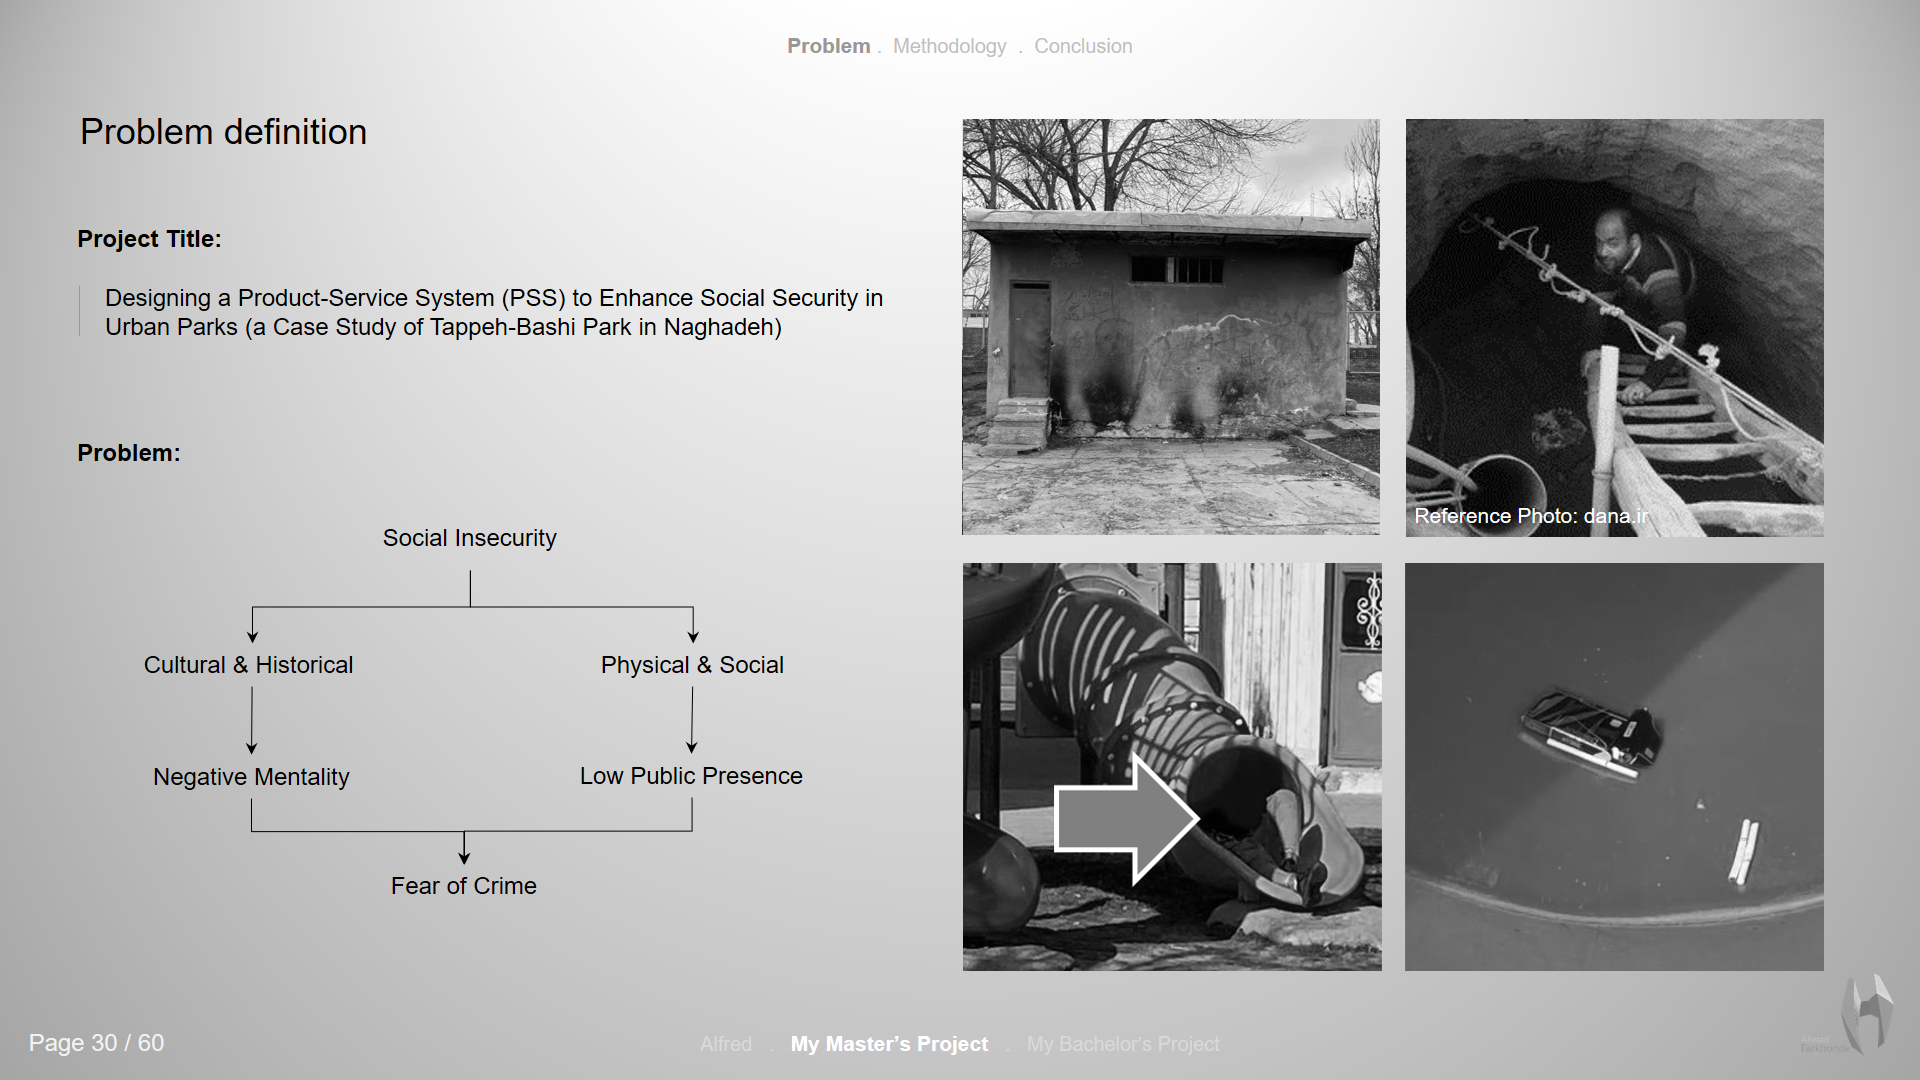 Problem . Methodology . Conclusion
Problem definition
Project Title:
Designing a Product-Service System (PSS) to Enhance Social Security in
Urban Parks (a Case Study of Tappeh-Bashi Park in Naghadeh)
Problem:
Social Insecurity
Cultural & Historical
Physical & Social
Negative Mentality
Low Public Presence
Fear of Crime
Reference Photo: dana.ir
Page 30 / 60
Alfred . My Master's Project . My Bachelor's Project
Ahmad
Farkhonde